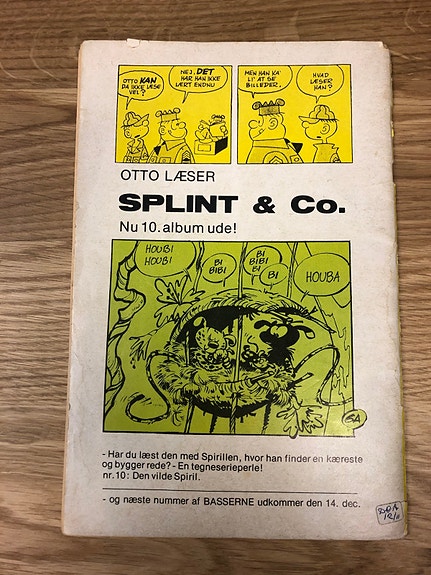 OTTO KAN
DA IKKE LÆSE
VEL?
NEJ. DET
HAR HAN IKKE
LÆRT ENDNU
MEN HAN KA'
LI' AT SE
BILLEDER.
HVAD
LÆSER
HAN?
OTTO LÆSER
SPLINT & Co.
Nu 10. album ude!
HOUBI
HOUBI
BI
BIBI
BI
BIBI
BI
BI
BI
HOUBA
5A
- Har du læst den med Spirillen, hvor han finder en kæreste
og bygger rede? - En tegneserieperle!
nr. 10: Den vilde Spiril.
- og næste nummer af BASSERNE udkommer den 14. dec.